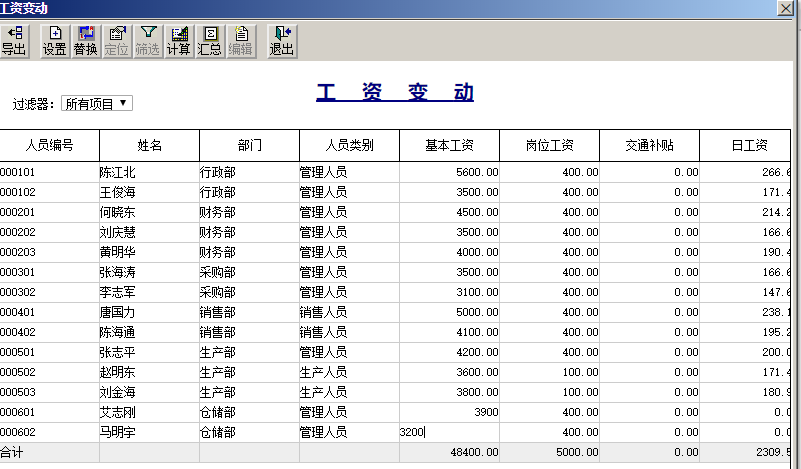 工资变动
导出 设置 替换 定位 筛选 计算 汇总 编辑 退出
工 资 变 动
过滤器： 所有项目
人员编号 姓名 部门 人员类别 基本工资 岗位工资 交通补贴 日工资
000101 陈江北 行政部 管理人员 5600.00 400.00 0.00 266.6
000102 王俊海 行政部 管理人员 3500.00 400.00 0.00 171.4
000201 何晓东 财务部 管理人员 4500.00 400.00 0.00 214.2
000202 刘庆慧 财务部 管理人员 3500.00 400.00 0.00 166.6
000203 黄明华 财务部 管理人员 4000.00 400.00 0.00 190.4
000301 张海涛 采购部 管理人员 3500.00 400.00 0.00 166.6
000302 李志军 采购部 管理人员 3100.00 400.00 0.00 147.6
000401 唐国力 销售部 销售人员 5000.00 400.00 0.00 238.1
000402 陈海通 销售部 销售人员 4100.00 400.00 0.00 195.2
000501 张志平 生产部 管理人员 4200.00 400.00 0.00 200.0
000502 赵明东 生产部 生产人员 3600.00 100.00 0.00 171.4
000503 刘金海 生产部 生产人员 3800.00 100.00 0.00 180.9
000601 艾志刚 仓储部 管理人员 3900 400.00 0.00 0.0
000602 马明宇 仓储部 管理人员 3200 400.00 0.00 0.0
合计 48400.00 5000.00 0.00 2309.5